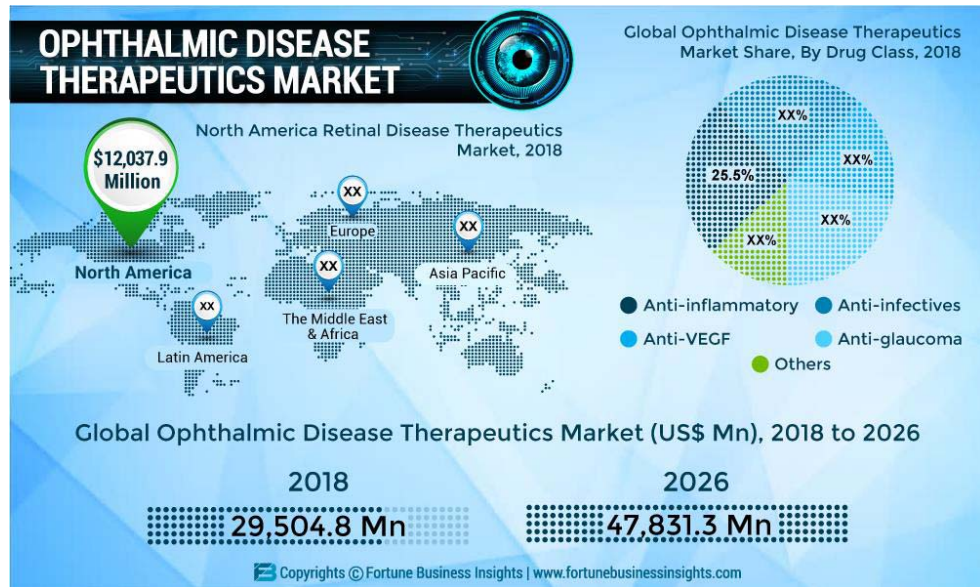 OPHTHALMIC DISEASE
THERAPEUTICS MARKET
Global Ophthalmic Disease Therapeutics
Market Share, By Drug Class, 2018
North America Retinal Disease Therapeutics
Market, 2018
$12,037.9
Million
North America
XX
Europe
XX
Asia Pacific
XX
The Middle East
& Africa
XX
Latin America
XX%
XX%
25.5%
XX%
XX%
Anti-inflammatory
Anti-infectives
Anti-VEGF
Anti-glaucoma
Others
Global Ophthalmic Disease Therapeutics Market (US$ Mn), 2018 to 2026
2018
29,504.8 Mn
2026
47,831.3 Mn
Copyrights © Fortune Business Insights | www.fortunebusinessinsights.com